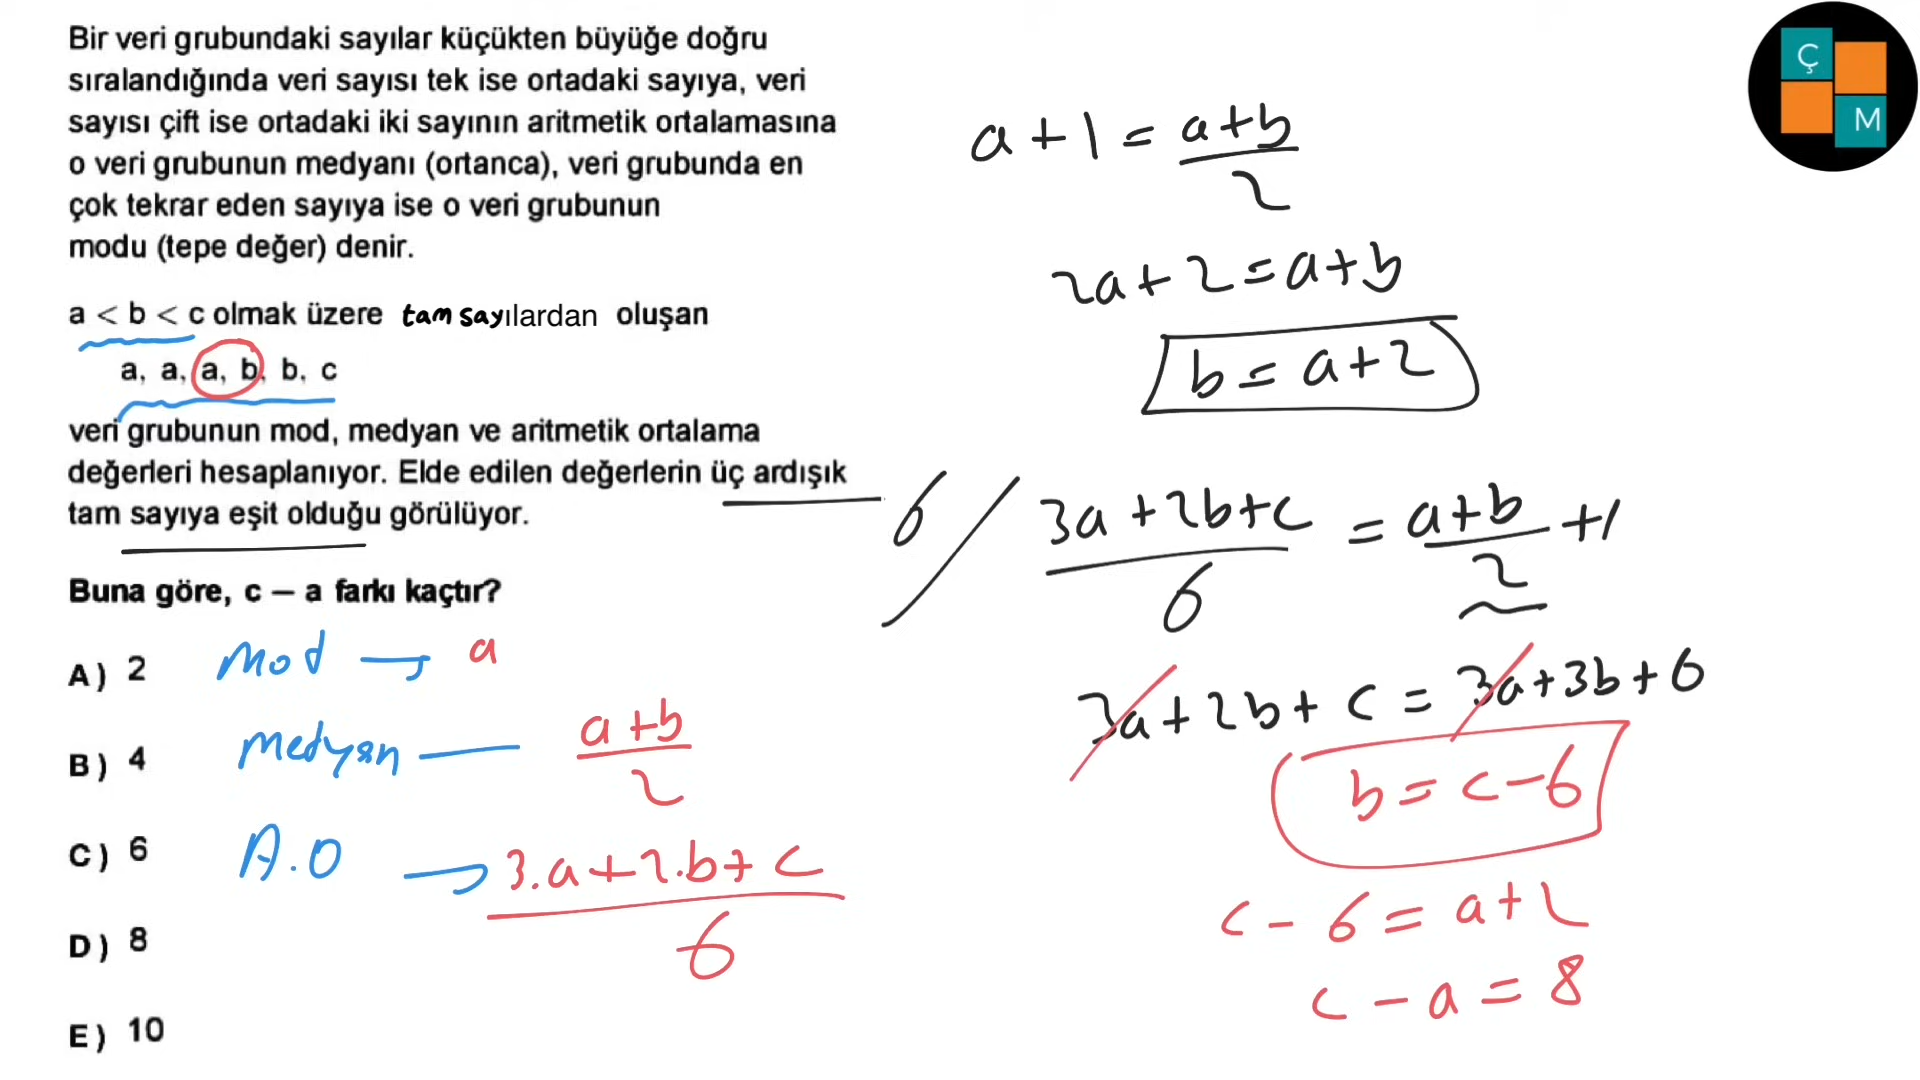 Bir veri grubundaki sayılar küçükten büyüğe doğru
sıralandığında veri sayısı tek ise ortadaki sayıya, veri
sayısı çift ise ortadaki iki sayının aritmetik ortalamasına
o veri grubunun medyanı (ortanca), veri grubunda en
çok tekrar eden sayıya ise o veri grubunun
modu (tepe değer) denir.
a < b < c olmak üzere tam sayılardan oluşan
a, a, a, b, b, c
veri grubunun mod, medyan ve aritmetik ortalama
değerleri hesaplanıyor. Elde edilen değerlerin üç ardışık
tam sayıya eşit olduğu görülüyor.
Buna göre, c – a farkı kaçtır?
A) 2
B) 4
C) 6
D) 8
E) 10
Mod → a
Medyan — a+b / 2
A.O → 3.a+2.b+c / 6
a+1 = a+b / 2
2a+2=a+b
b=a+2
6 / 3a+2b+c / 6 = a+b / 2 +1
3a+2b+c = 3a+3b+6
b=c-6
c-6=a+2
c-a=8
Ç
M